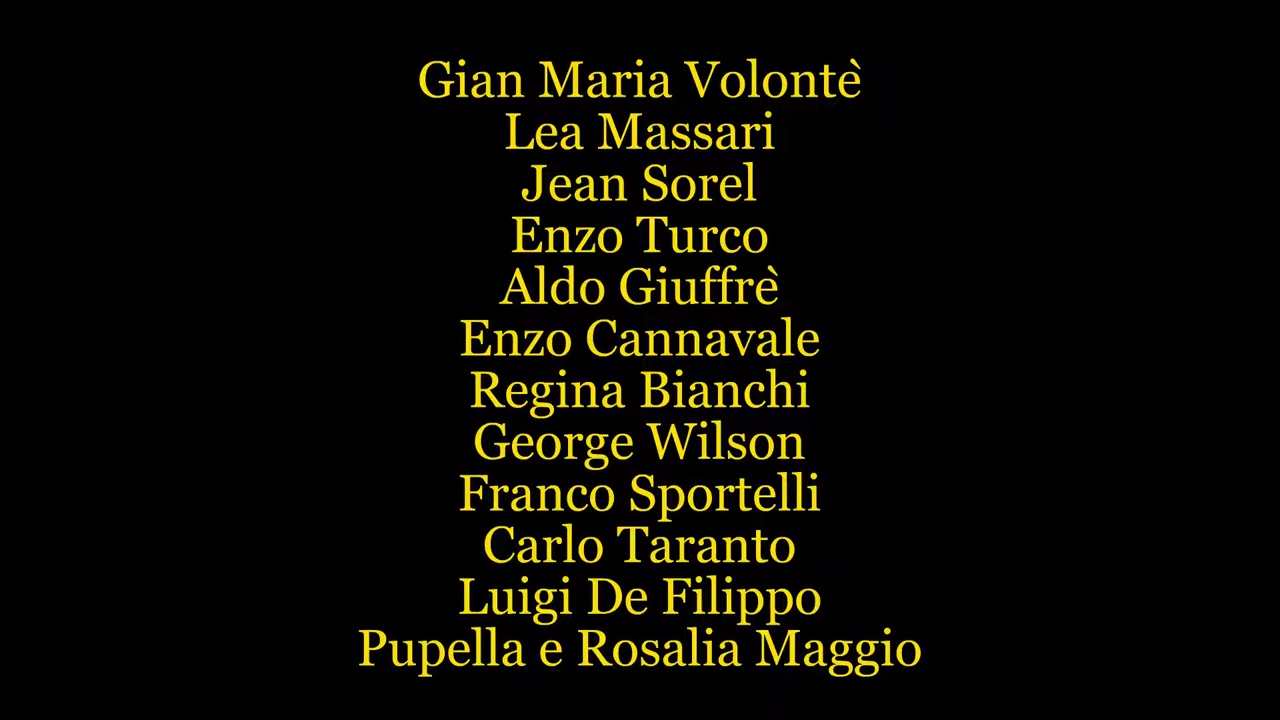 Gian Maria Volontè
Lea Massari
Jean Sorel
Enzo Turco
Aldo Giuffrè
Enzo Cannavale
Regina Bianchi
George Wilson
Franco Sportelli
Carlo Taranto
Luigi De Filippo
Pupella e Rosalia Maggio